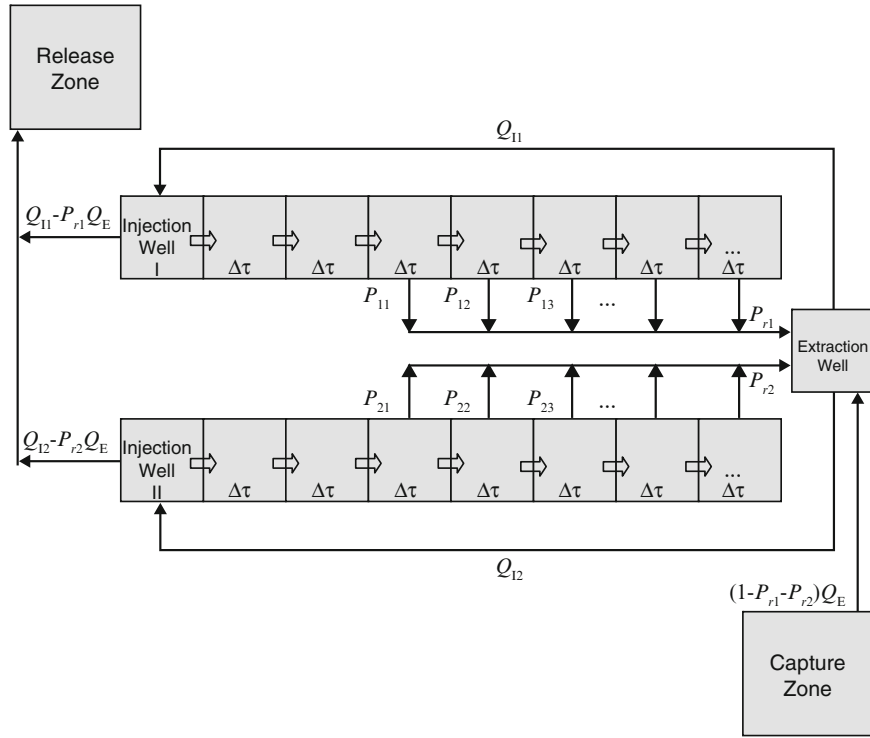 Release
Zone
Q_I1
Q_I1-P_r1Q_E
Injection
Well
I
Δτ Δτ Δτ Δτ Δτ Δτ ... Δτ
P_11 P_12 P_13 ... P_r1
Extraction
Well
P_21 P_22 P_23 ... P_r2
Q_I2-P_r2Q_E
Injection
Well
II
Δτ Δτ Δτ Δτ Δτ Δτ ... Δτ
Q_I2
(1-P_r1-P_r2)Q_E
Capture
Zone